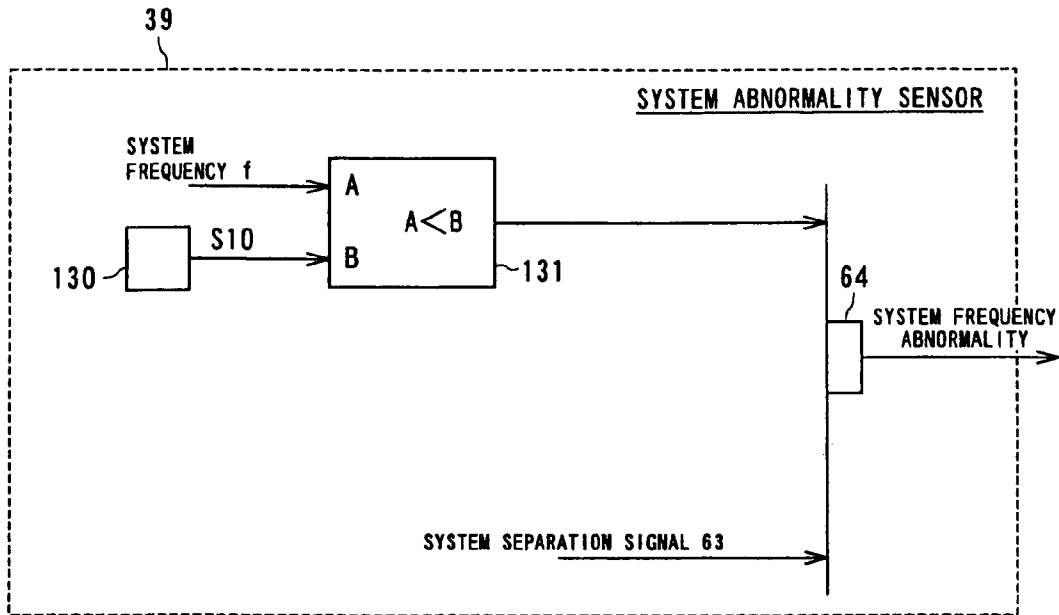 39
SYSTEM ABNORMALITY SENSOR
SYSTEM
FREQUENCY f
A
A<B
S10
B
130
131
64
SYSTEM FREQUENCY
ABNORMALITY
SYSTEM SEPARATION SIGNAL 63